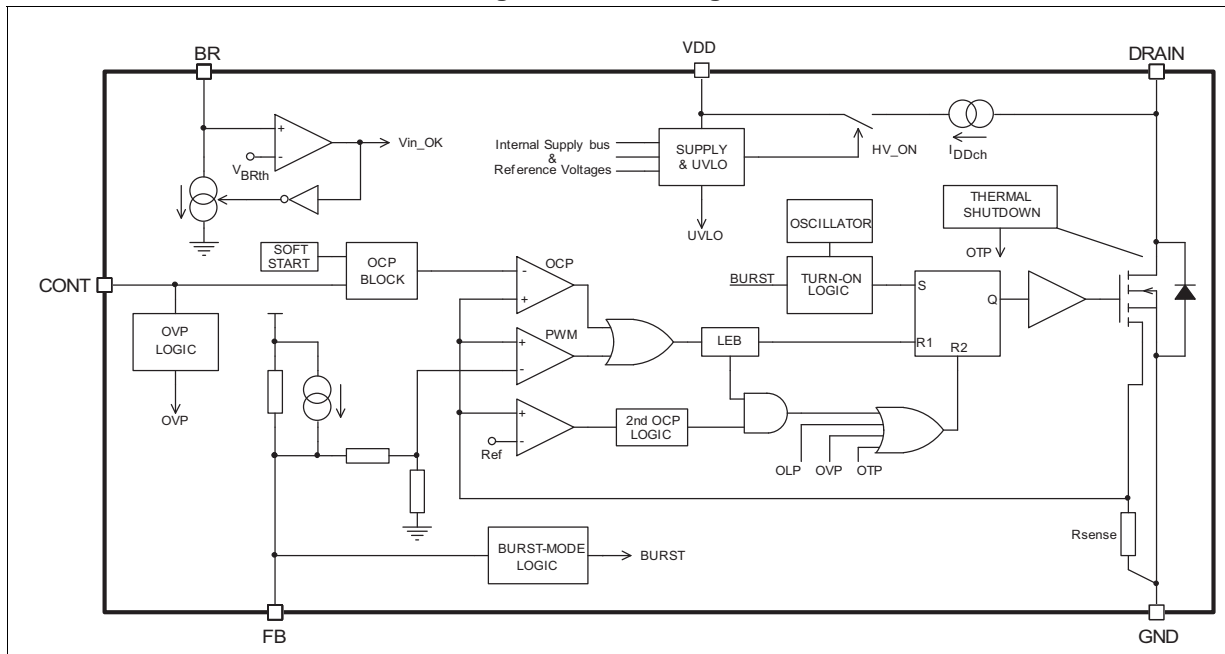 BR
VDD
DRAIN
Vin_OK
VBRth
Internal Supply bus
&
Reference Voltages
SUPPLY
& UVLO
HV_ON
IDDch
UVLO
THERMAL
SHUTDOWN
OTP
OSCILLATOR
SOFT
START
OCP
BLOCK
OCP
BURST
TURN-ON
LOGIC
CONT
S
Q
R1
R2
OVP
LOGIC
OVP
PWM
LEB
2nd OCP
LOGIC
Ref
OLP
OVP
OTP
Rsense
BURST-MODE
LOGIC
BURST
FB
GND
+
-
-
+
+
-
+
-